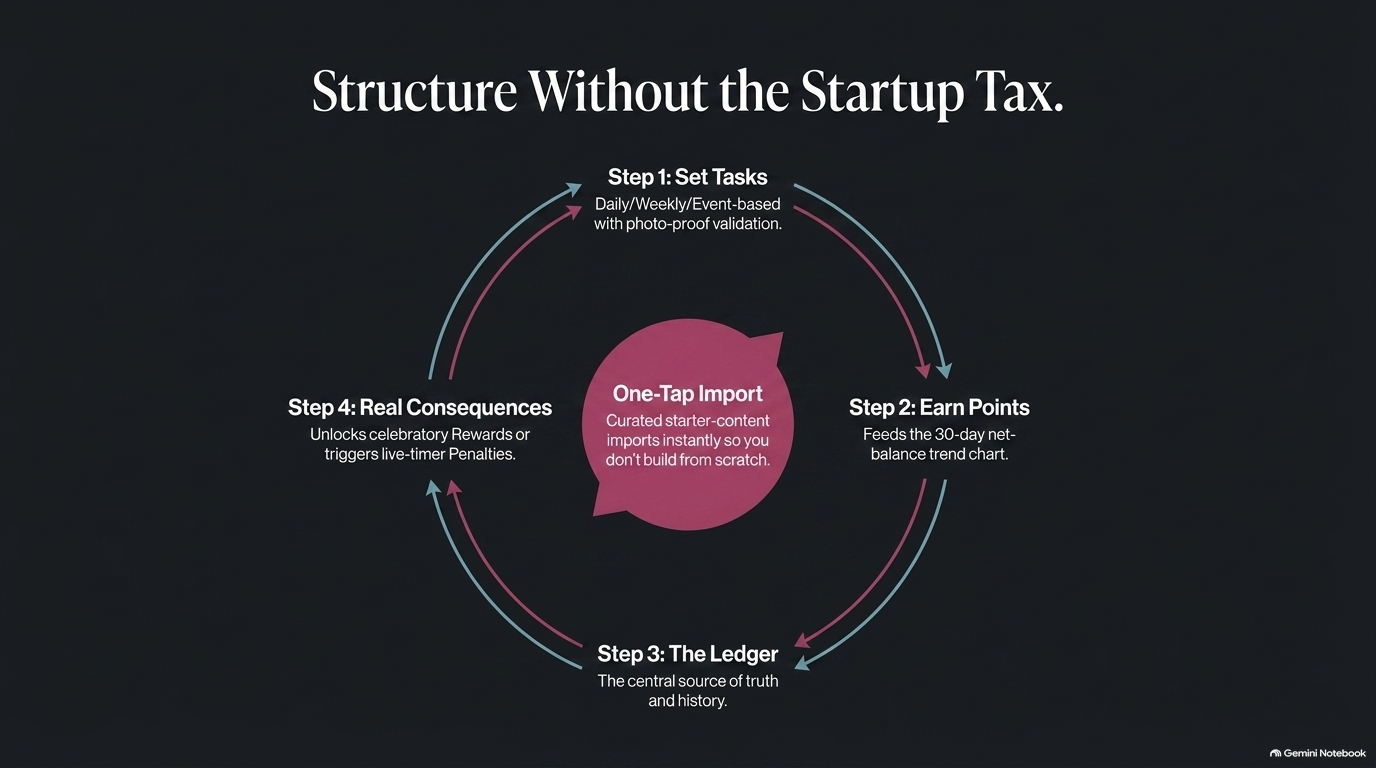 Structure Without the Startup Tax.
Step 1: Set Tasks
Daily/Weekly/Event-based
with photo-proof validation.
Step 4: Real Consequences
Unlocks celebratory Rewards or
triggers live-timer Penalties.
One-Tap Import
Curated starter-content
imports instantly so you
don't build from scratch.
Step 2: Earn Points
Feeds the 30-day net-
balance trend chart.
Step 3: The Ledger
The central source of truth
and history.
Gemini Notebook